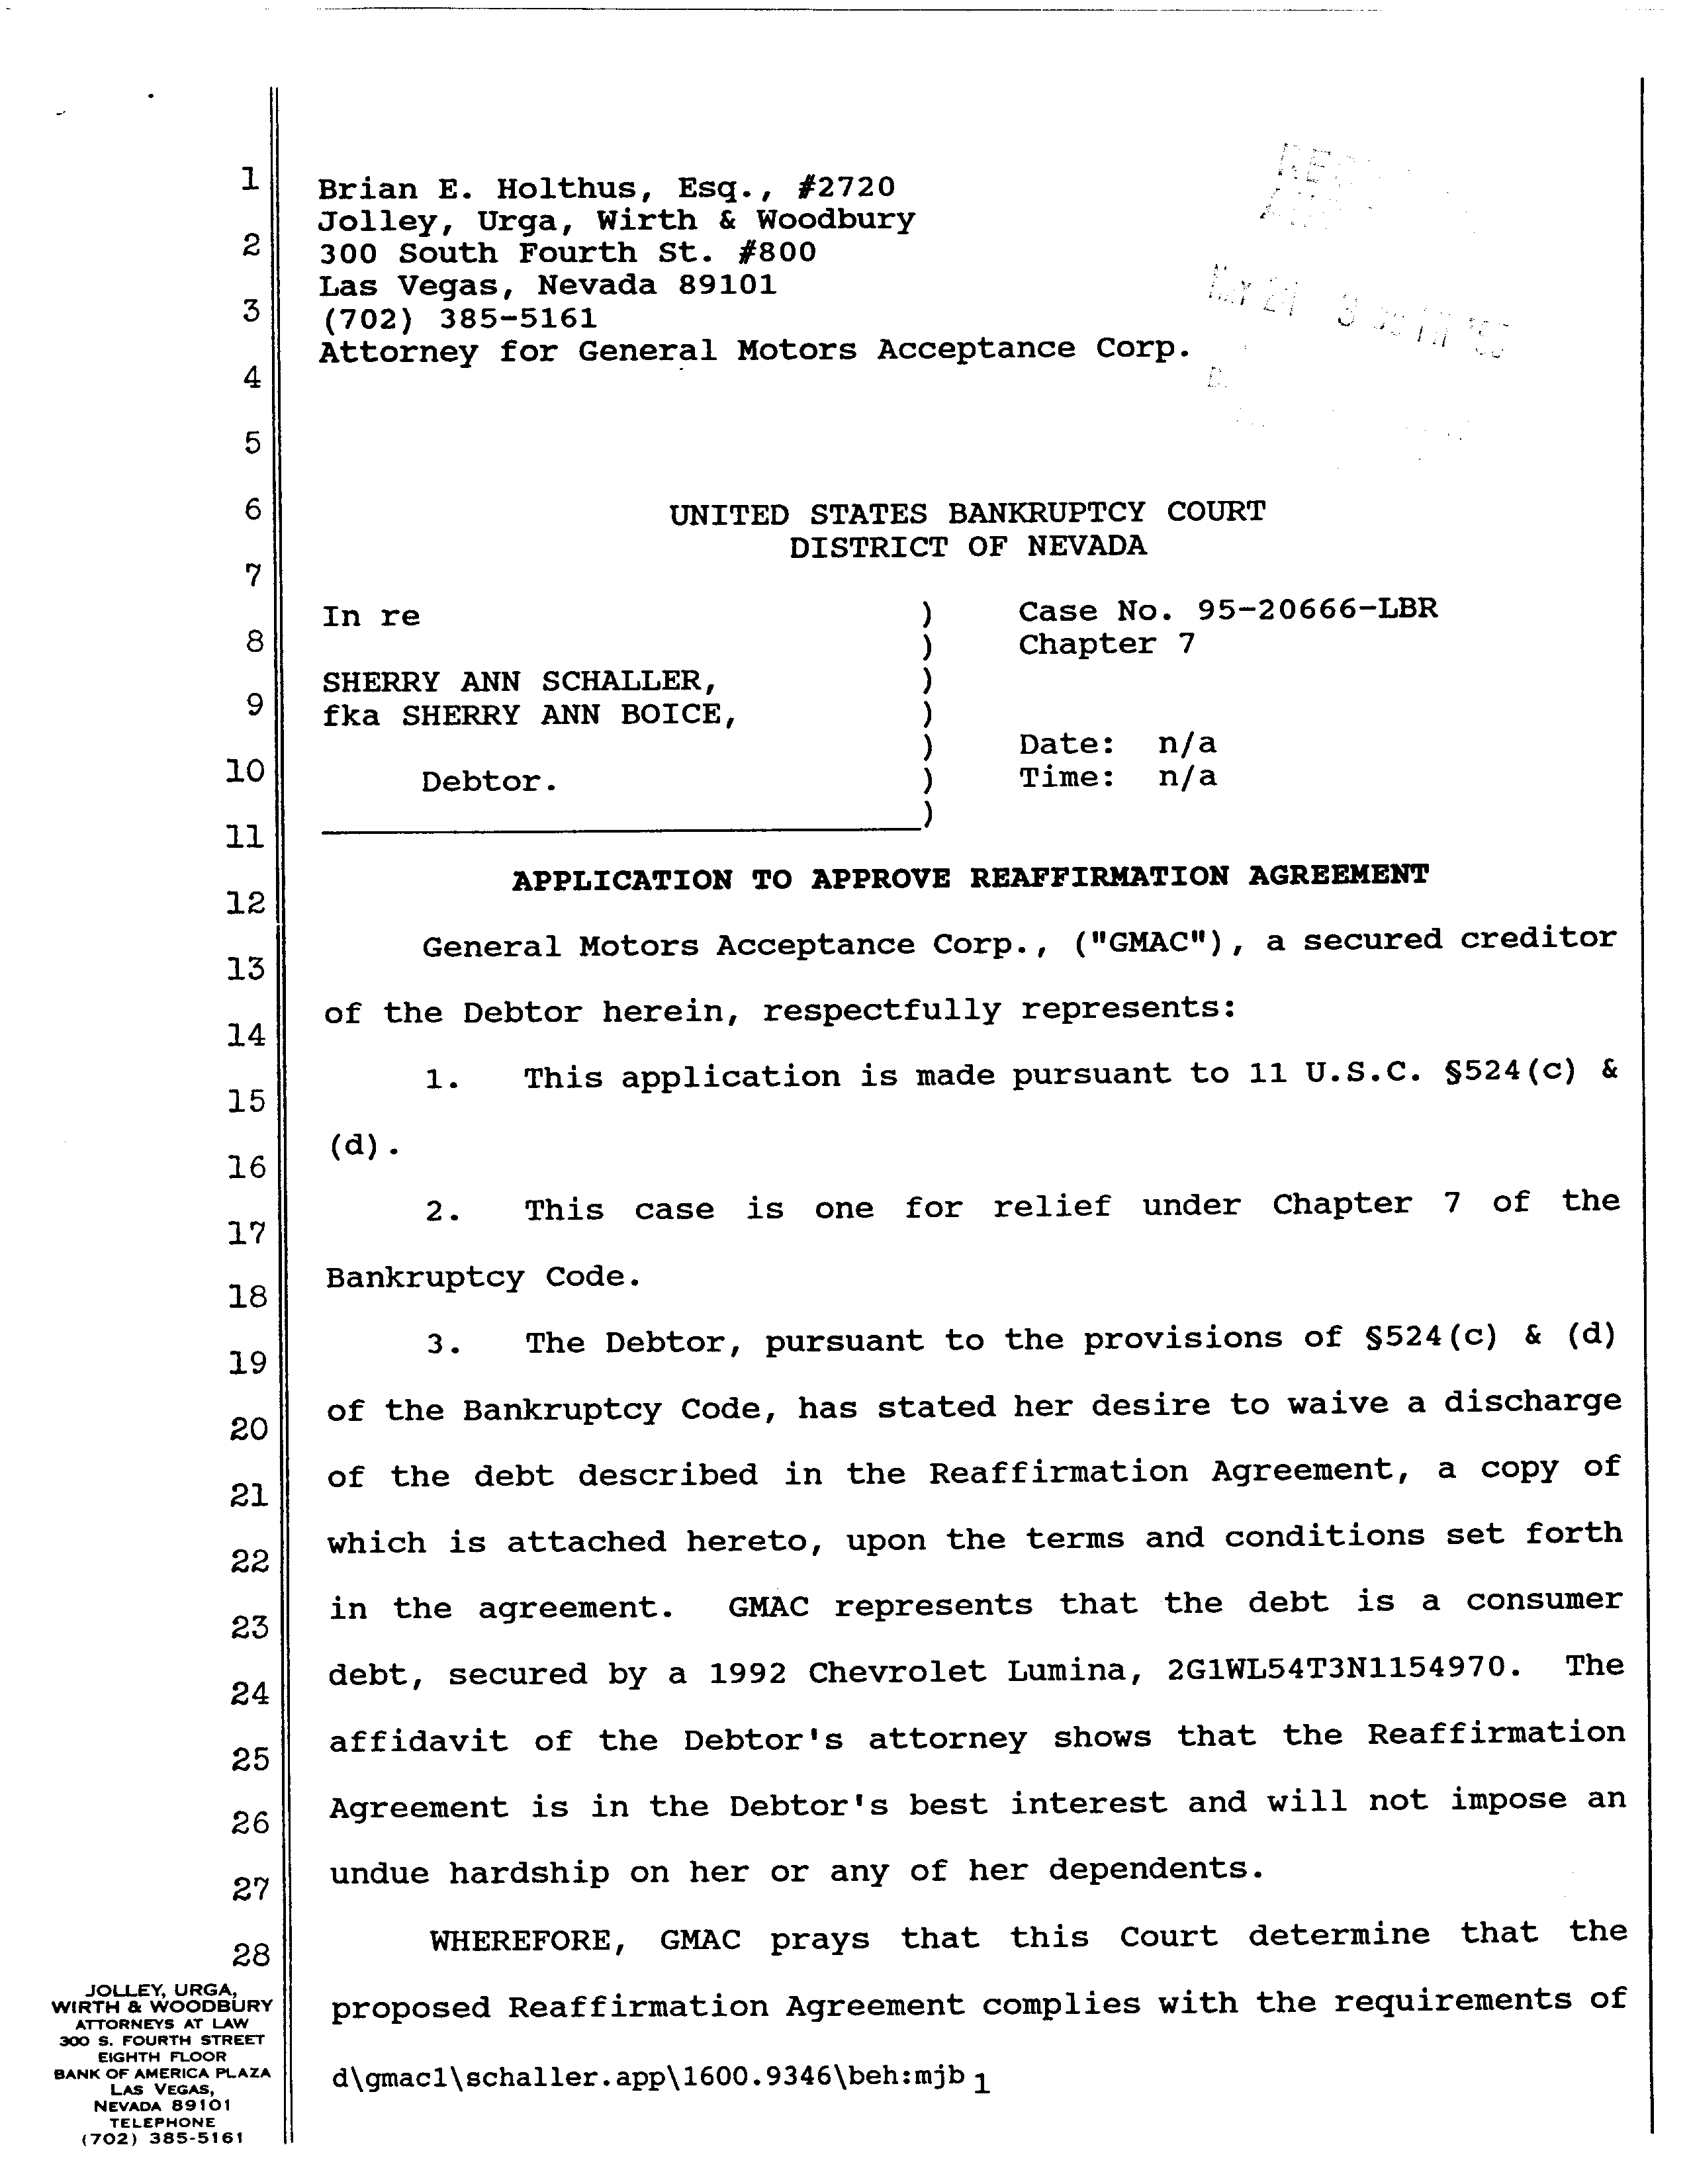 1
Brian E. Holthus, Esq., #2720
Jolley, Urga, Wirth & Woodbury
2
300 South Fourth St. #800
Las Vegas, Nevada 89101
3
(702) 385-5161
Attorney for General Motors Acceptance Corp.
4
5
6
UNITED STATES BANKRUPTCY COURT
DISTRICT OF NEVADA
7
In re ) Case No. 95-20666-LBR
8
) Chapter 7
SHERRY ANN SCHALLER, )
9
fka SHERRY ANN BOICE, )
) Date: n/a
10
Debtor. ) Time: n/a
)
11
APPLICATION TO APPROVE REAFFIRMATION AGREEMENT
12
General Motors Acceptance Corp., ("GMAC"), a secured creditor
13
of the Debtor herein, respectfully represents:
14
1. This application is made pursuant to 11 U.S.C. §524(c) &
15
(d).
16
2. This case is one for relief under Chapter 7 of the
17
Bankruptcy Code.
18
3. The Debtor, pursuant to the provisions of §524(c) & (d)
19
of the Bankruptcy Code, has stated her desire to waive a discharge
20
of the debt described in the Reaffirmation Agreement, a copy of
21
which is attached hereto, upon the terms and conditions set forth
22
in the agreement. GMAC represents that the debt is a consumer
23
debt, secured by a 1992 Chevrolet Lumina, 2G1WL54T3N1154970. The
24
affidavit of the Debtor's attorney shows that the Reaffirmation
25
Agreement is in the Debtor's best interest and will not impose an
26
undue hardship on her or any of her dependents.
27
WHEREFORE, GMAC prays that this Court determine that the
28
proposed Reaffirmation Agreement complies with the requirements of
d\gmac1\schaller.app\1600.9346\beh:mjb 1
JOLLEY, URGA,
WIRTH & WOODBURY
ATTORNEYS AT LAW
300 S. FOURTH STREET
EIGHTH FLOOR
BANK OF AMERICA PLAZA
LAS VEGAS,
NEVADA 89101
TELEPHONE
(702) 385-5161